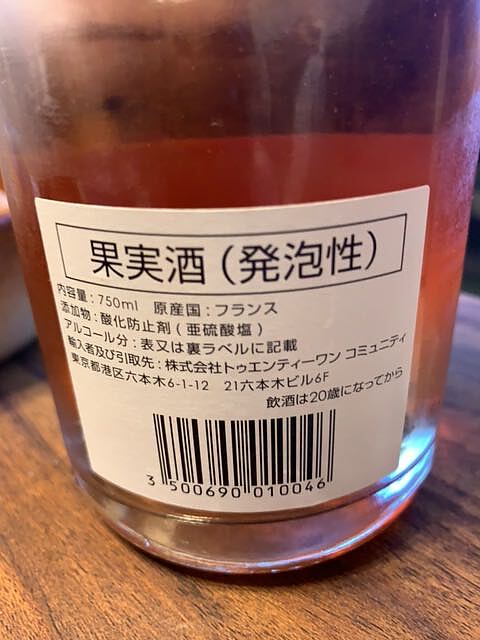 果実酒(発泡性)
内容量:750ml 原産国:フランス
添加物:酸化防止剤(亜硫酸塩)
アルコール分:表又は裏ラベルに記載
輸入者及び引取先:株式会社トゥエンティーワン コミュニティ
東京都港区六本木6-1-12 21六本木ビル6F
飲酒は20歳になってから
3 500690 010046